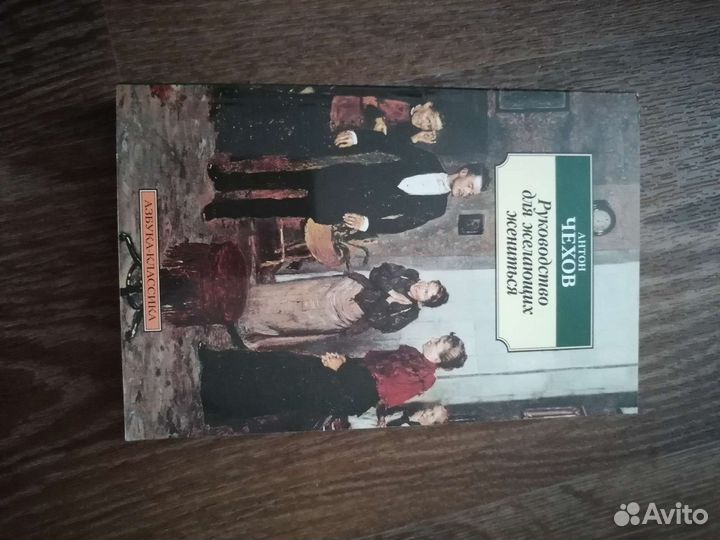 АНТОН
ЧЕХОВ
Руководство
для желающих
жениться
АЗБУКА-КЛАССИКА
Avito